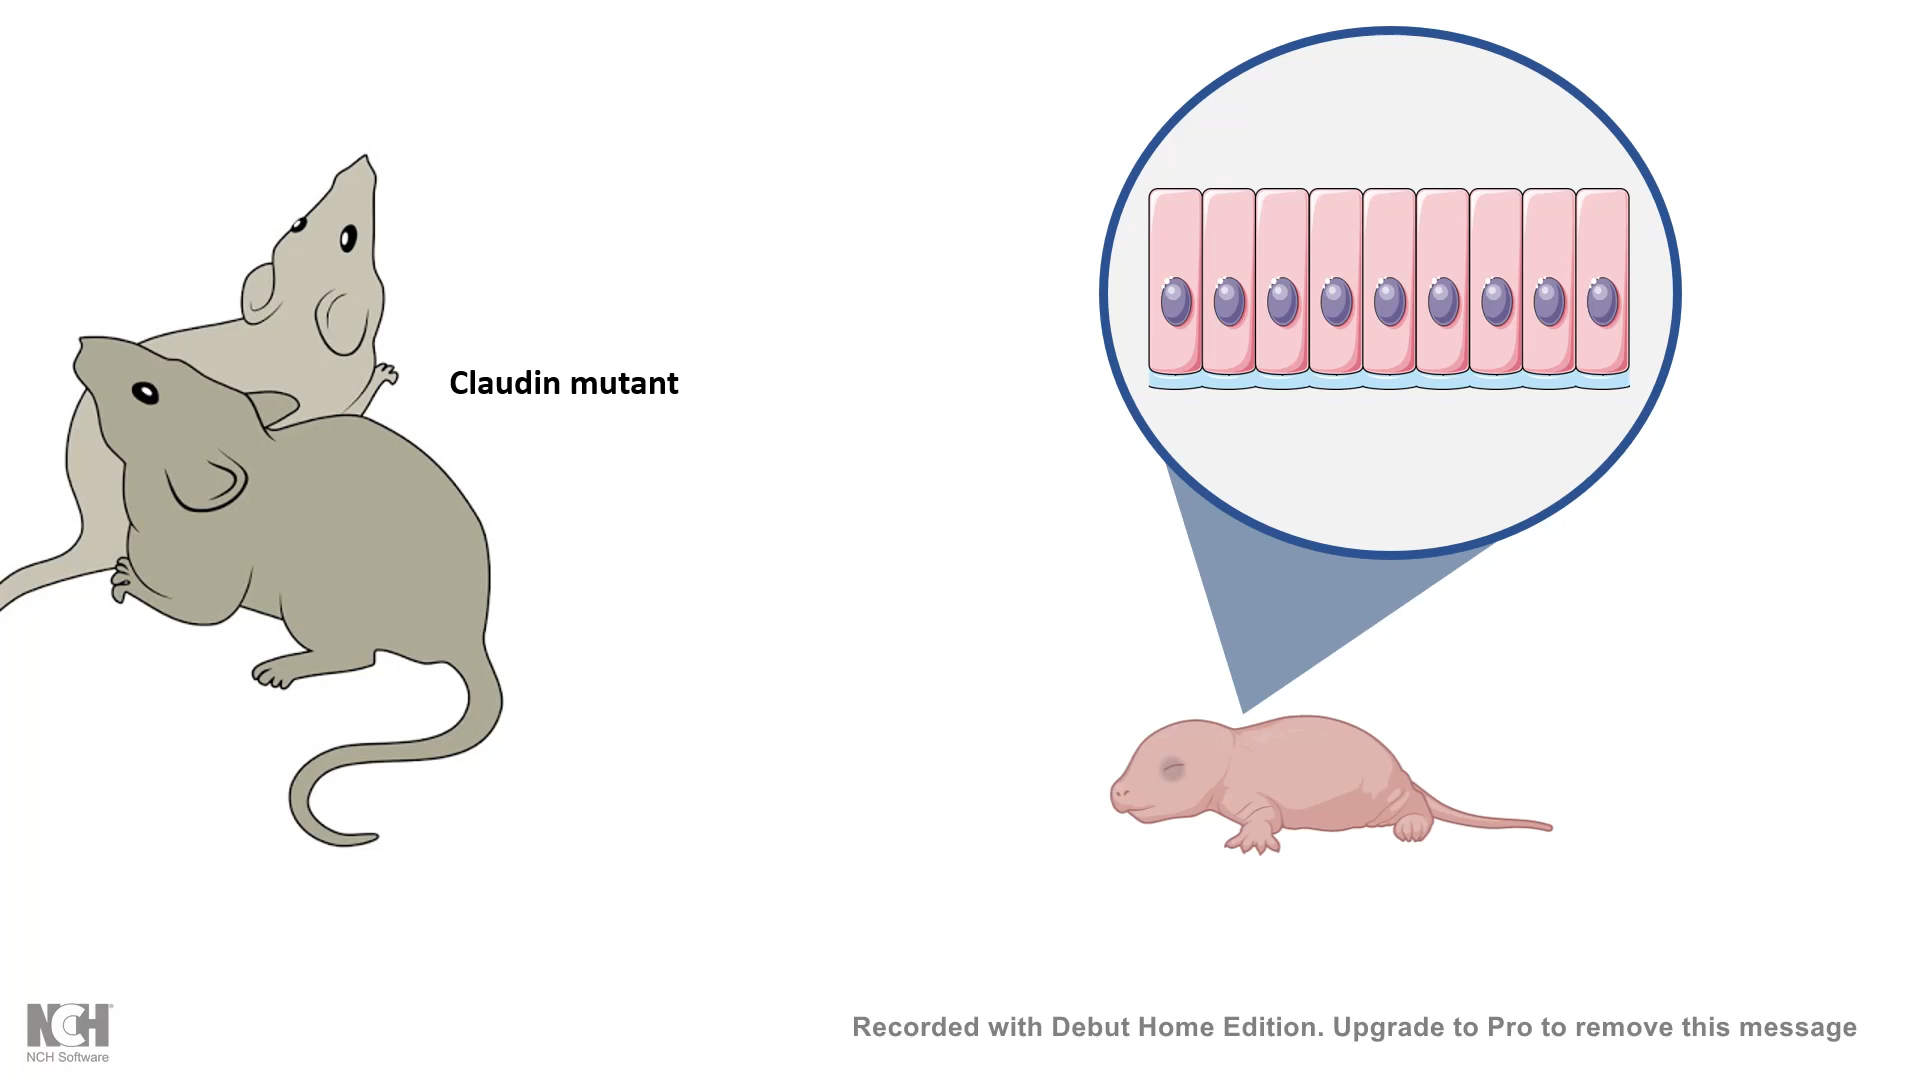 Claudin mutant
NCH
NCH Software
Recorded with Debut Home Edition. Upgrade to Pro to remove this message